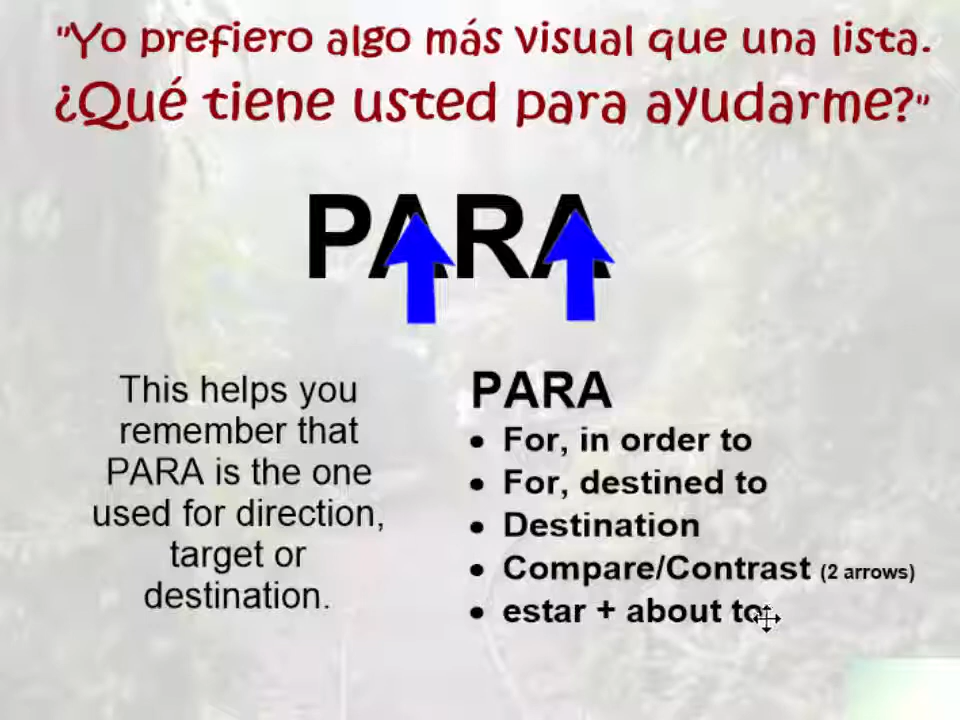 "Yo prefiero algo más visual que una lista.
¿Qué tiene usted para ayudarme?"
PARA
This helps you
remember that
PARA is the one
used for direction,
target or
destination.
PARA
• For, in order to
• For, destined to
• Destination
• Compare/Contrast (2 arrows)
• estar + about to